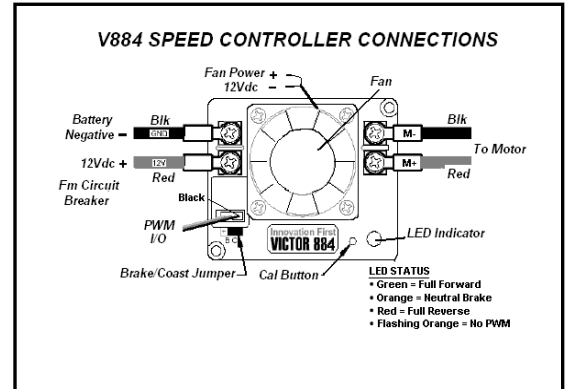 V884 SPEED CONTROLLER CONNECTIONS
Fan Power +
12Vdc -
Fan
Battery
Negative -
Blk
GND
12Vdc +
12V
Red
Fm Circuit
Breaker
M-
Blk
To Motor
M+
Red
Black
PWM
I/O
B C
Innovation First
VICTOR 884
LED Indicator
Brake/Coast Jumper
Cal Button
LED STATUS
• Green = Full Forward
• Orange = Neutral Brake
• Red = Full Reverse
• Flashing Orange = No PWM